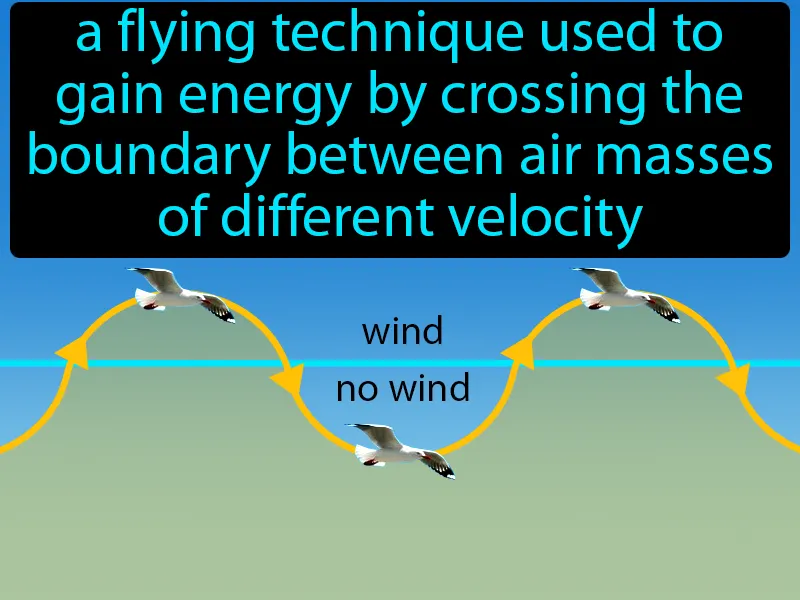 a flying technique used to
gain energy by crossing the
boundary between air masses
of different velocity
wind
no wind